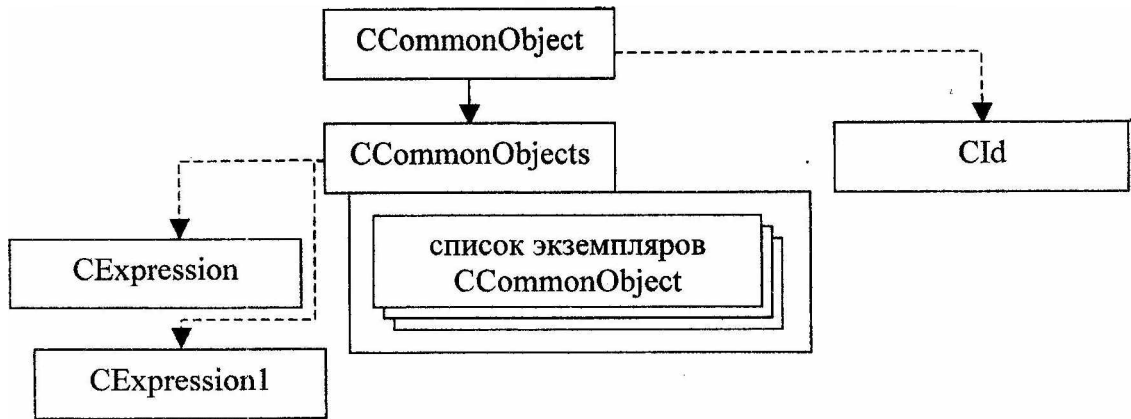 CCommonObject
CCommonObjects
CId
CExpression
список экземпляров
CCommonObject
CExpression1